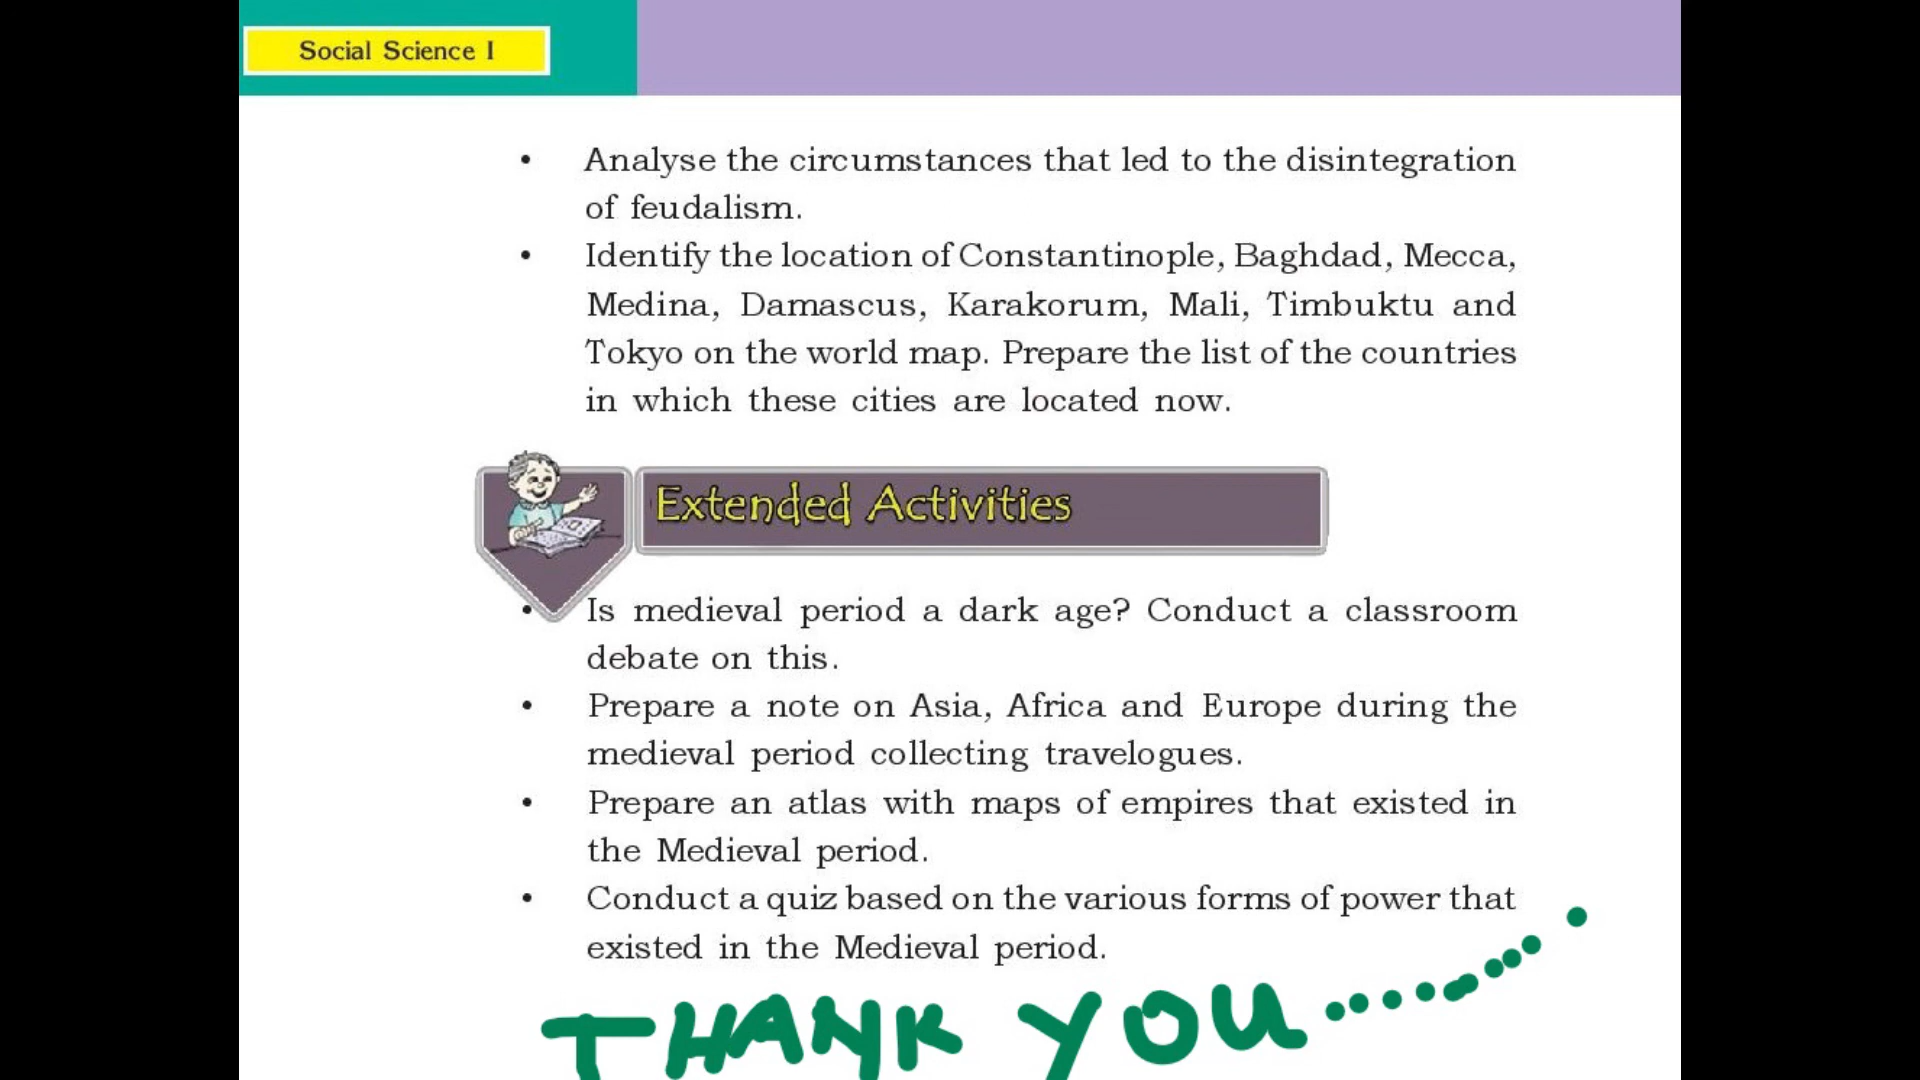 Social Science I
• Analyse the circumstances that led to the disintegration
of feudalism.
• Identify the location of Constantinople, Baghdad, Mecca,
Medina, Damascus, Karakorum, Mali, Timbuktu and
Tokyo on the world map. Prepare the list of the countries
in which these cities are located now.
Extended Activities
• Is medieval period a dark age? Conduct a classroom
debate on this.
• Prepare a note on Asia, Africa and Europe during the
medieval period collecting travelogues.
• Prepare an atlas with maps of empires that existed in
the Medieval period.
• Conduct a quiz based on the various forms of power that
existed in the Medieval period.
THANK YOU............